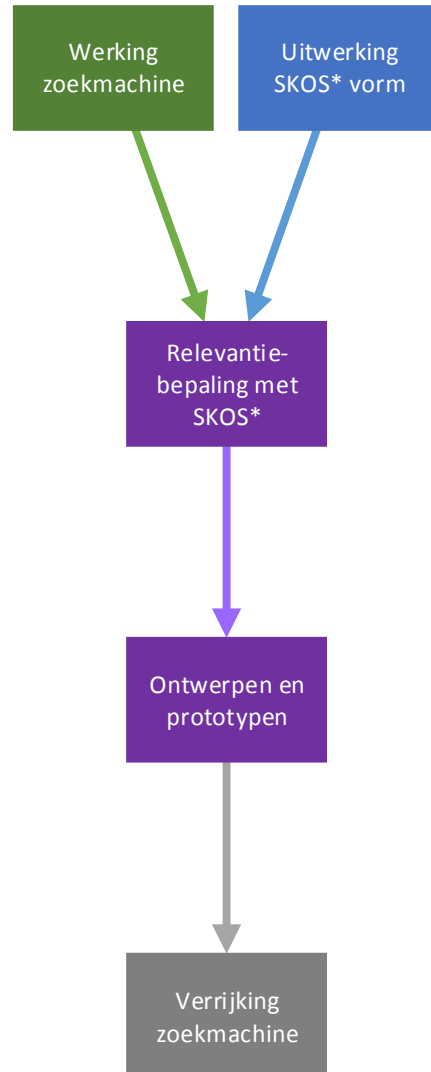 Werking
zoekmachine
Uitwerking
SKOS* vorm
Relevantie-
bepaling met
SKOS*
Ontwerpen en
prototypen
Verrijking
zoekmachine